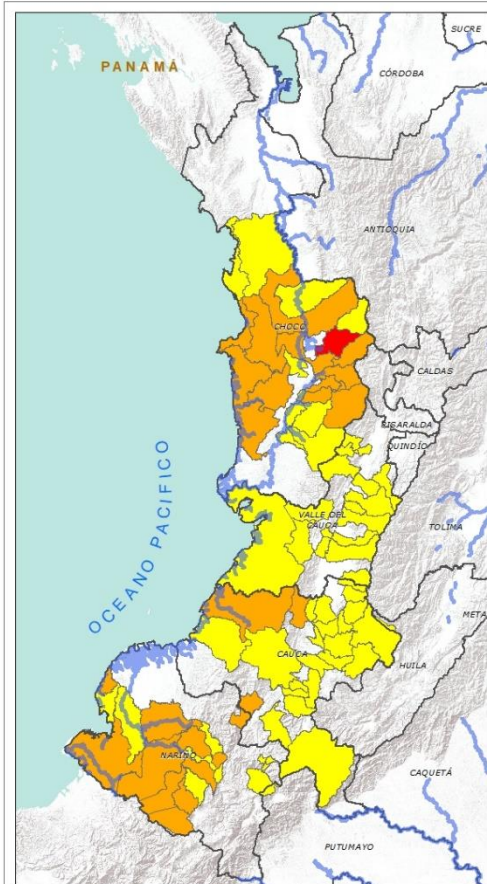 SUCRE
PANAMÁ
CÓRDOBA
ANTIOQUIA
CHOCÓ
CALDAS
RISARALDA
QUINDÍO
OCEANO PACÍFICO
VALLE DEL
CAUCA
TOLIMA
META
CAUCA
HUILA
NARIÑO
CAQUETÁ
PUTUMAYO